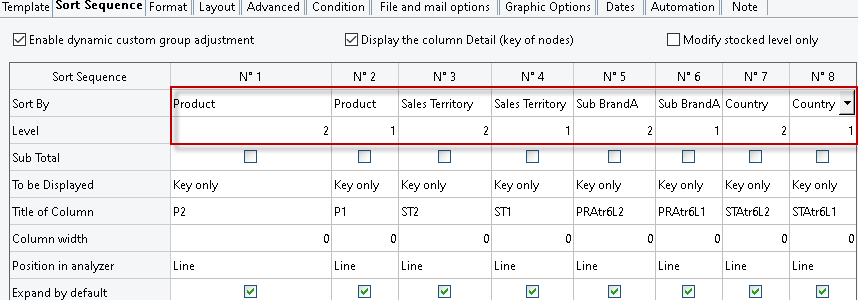 Template Sort Sequence Format Layout Advanced Condition File and mail options Graphic Options Dates Automation Note
Enable dynamic custom group adjustment Display the column Detail (key of nodes) Modify stocked level only
Sort Sequence N° 1 N° 2 N° 3 N° 4 N° 5 N° 6 N° 7 N° 8
Sort By Product Product Sales Territory Sales Territory Sub BrandA Sub BrandA Country Country
Level 2 1 2 1 2 1 2 1
Sub Total
To be Displayed Key only Key only Key only Key only Key only Key only Key only Key only
Title of Column P2 P1 ST2 ST1 PRAtr6L2 PRAtr6L1 STAtr6L2 STAtr6L1
Column width 0 0 0 0 0 0 0 0
Position in analyzer Line Line Line Line Line Line Line Line
Expand by default